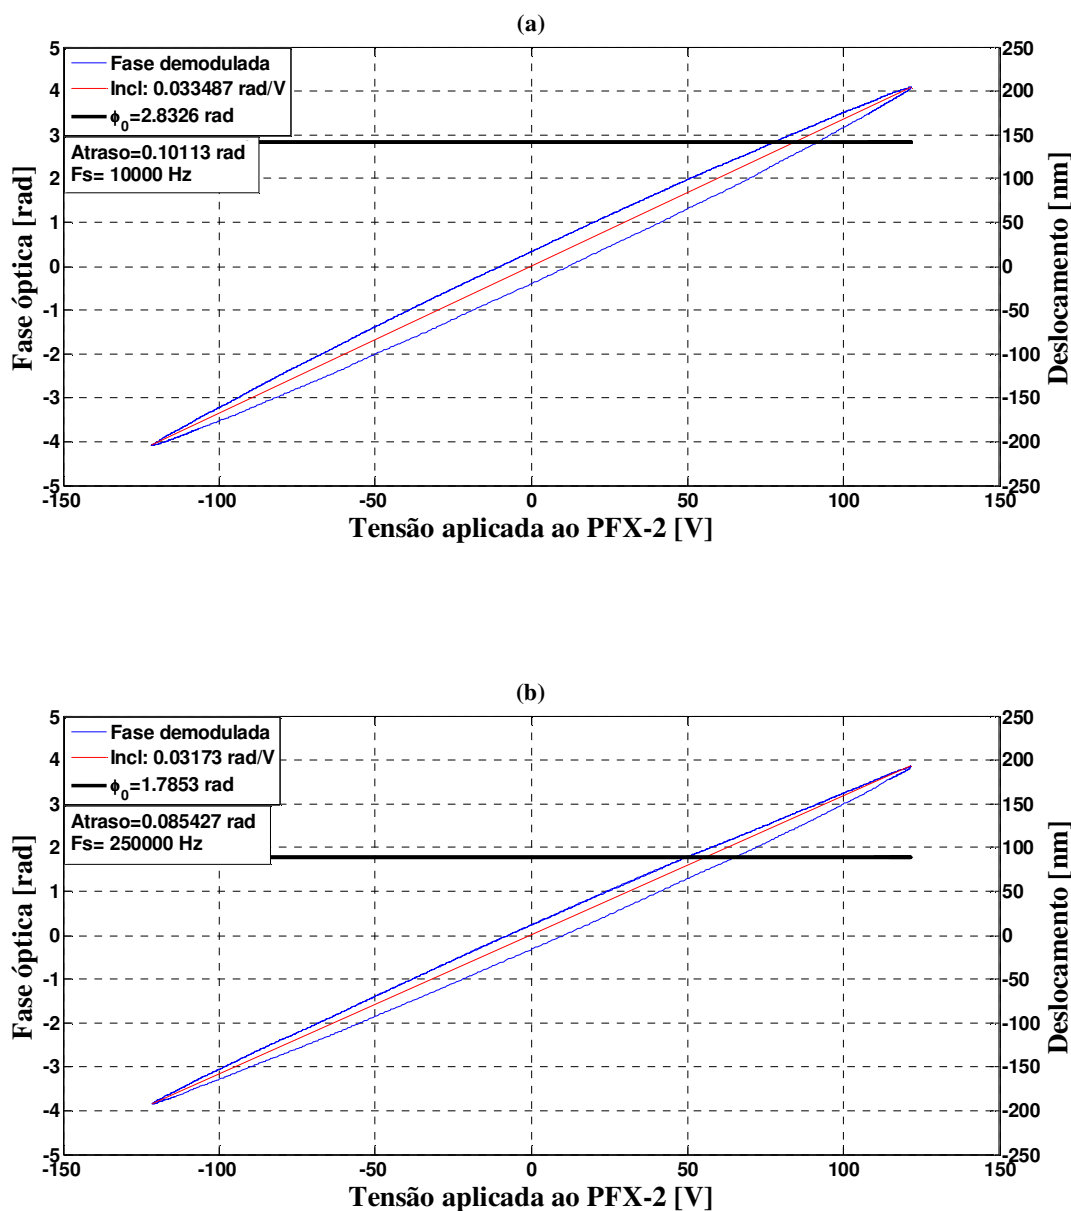 (a)
Fase demodulada
Incl: 0.033487 rad/V
ϕ0=2.8326 rad
Atraso=0.10113 rad
Fs= 10000 Hz
5
4
3
2
1
0
-1
-2
-3
-4
-5
Fase óptica [rad]
250
200
150
100
50
0
-50
-100
-150
-200
-250
Deslocamento [nm]
-150 -100 -50 0 50 100 150
Tensão aplicada ao PFX-2 [V]
(b)
Fase demodulada
Incl: 0.03173 rad/V
ϕ0=1.7853 rad
Atraso=0.085427 rad
Fs= 250000 Hz
5
4
3
2
1
0
-1
-2
-3
-4
-5
Fase óptica [rad]
250
200
150
100
50
0
-50
-100
-150
-200
-250
Deslocamento [nm]
-150 -100 -50 0 50 100 150
Tensão aplicada ao PFX-2 [V]